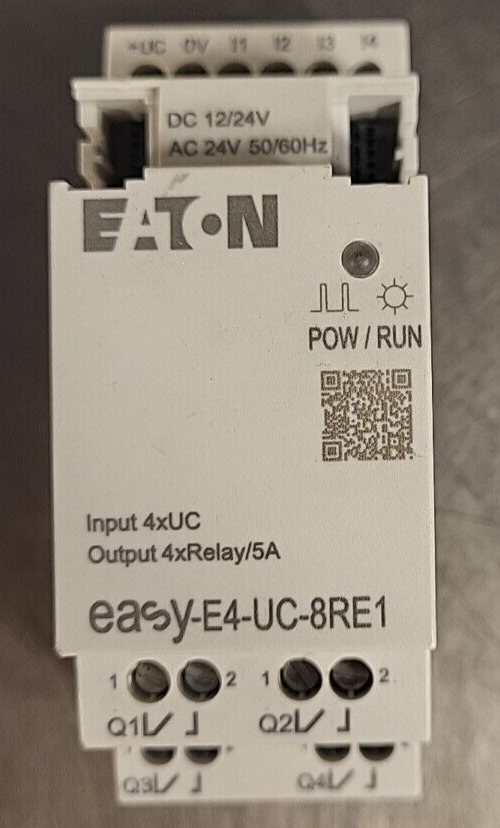 +UC 0V I1 I2 I3 I4
DC 12/24V
AC 24V 50/60Hz
EATON
POW / RUN
Input 4xUC
Output 4xRelay/5A
easy-E4-UC-8RE1
1 2 1 2
Q1 Q2
Q3 Q4